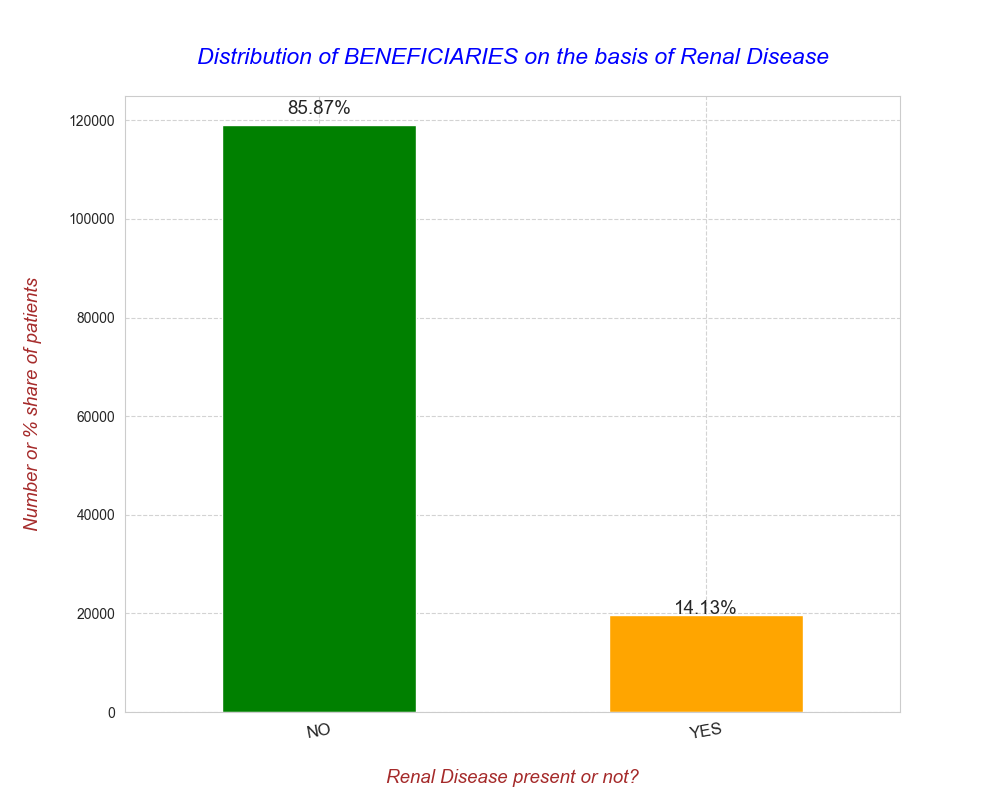 Distribution of BENEFICIARIES on the basis of Renal Disease
85.87%
120000
100000
80000
60000
40000
20000
0
Number or % share of patients
14.13%
NO
YES
Renal Disease present or not?